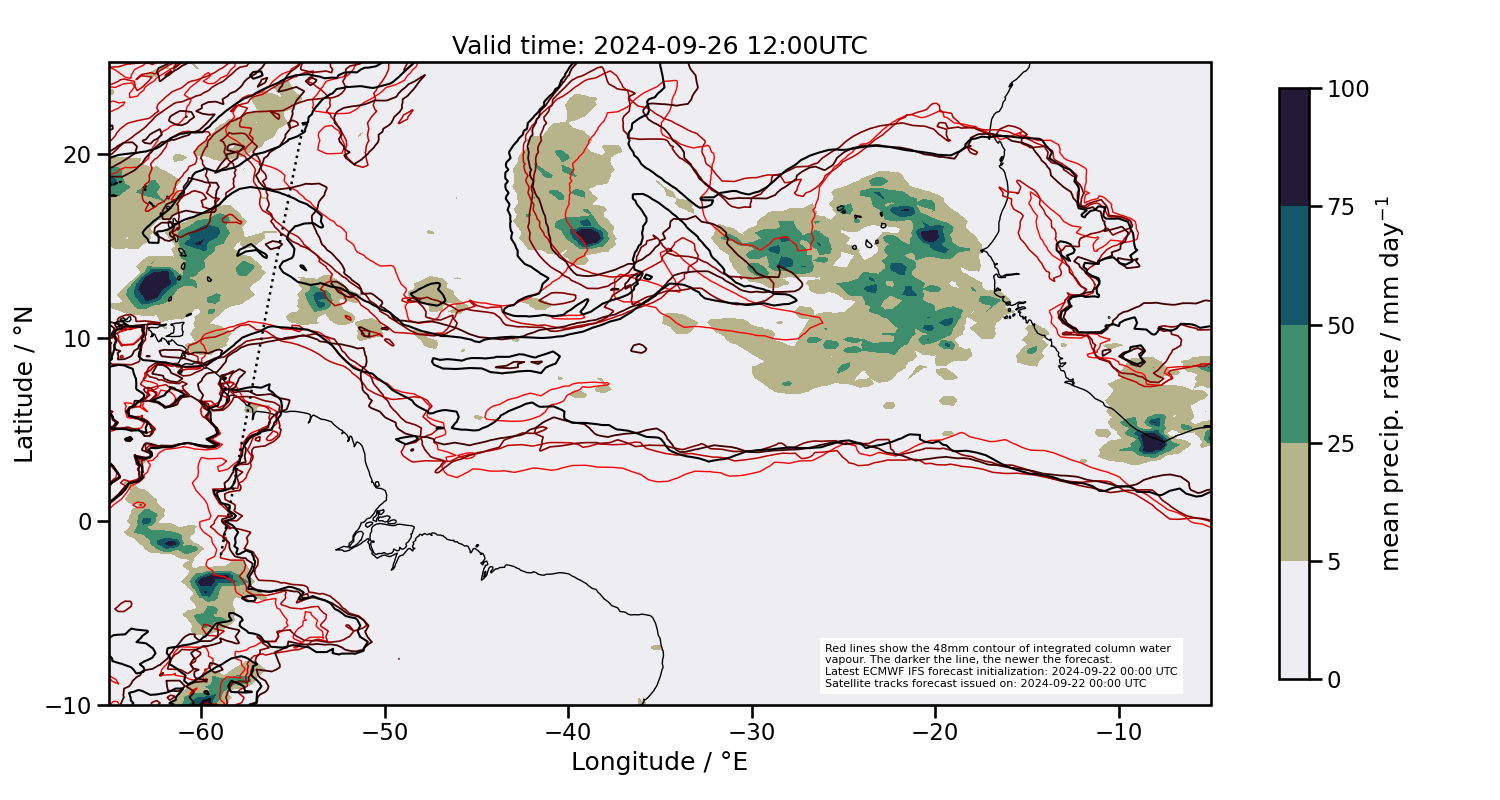 Valid time: 2024-09-26 12:00UTC
Latitude / °N
20
10
0
−10
−60
−50
−40
−30
−20
−10
Longitude / °E
Red lines show the 48mm contour of integrated column water
vapour. The darker the line, the newer the forecast.
Latest ECMWF IFS forecast initialization: 2024-09-22 00:00 UTC
Satellite tracks forecast issued on: 2024-09-22 00:00 UTC
100
75
50
25
5
0
mean precip. rate / mm day⁻¹